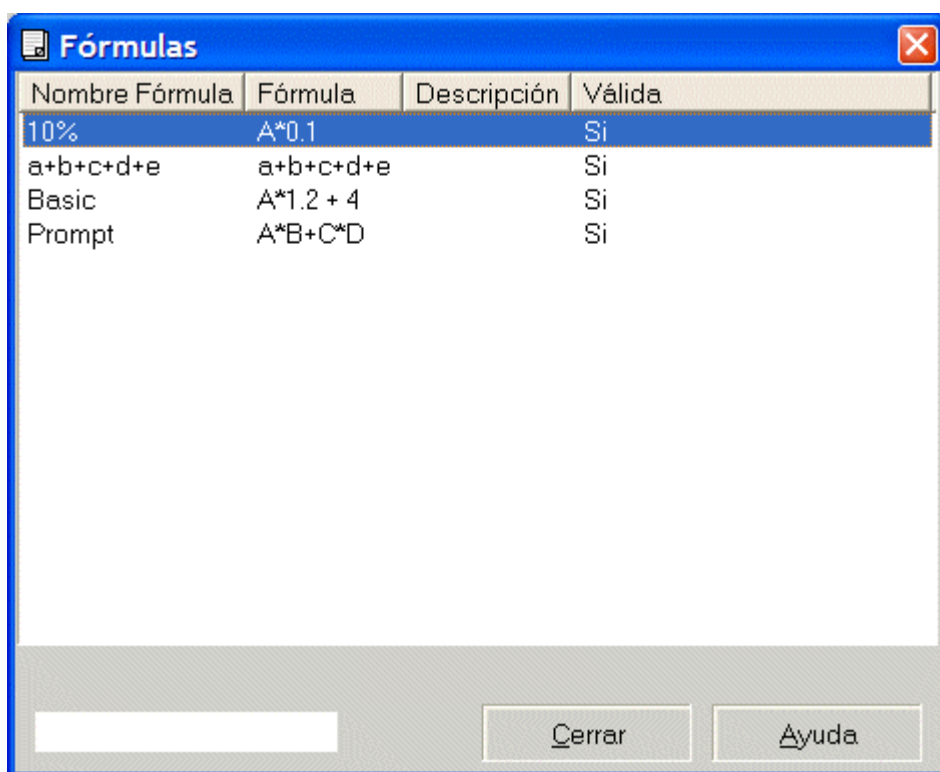 Fórmulas
Nombre Fórmula Fórmula Descripción Válida
10% A*0.1 Si
a+b+c+d+e a+b+c+d+e Si
Basic A*1.2 + 4 Si
Prompt A*B+C*D Si
Cerrar Ayuda